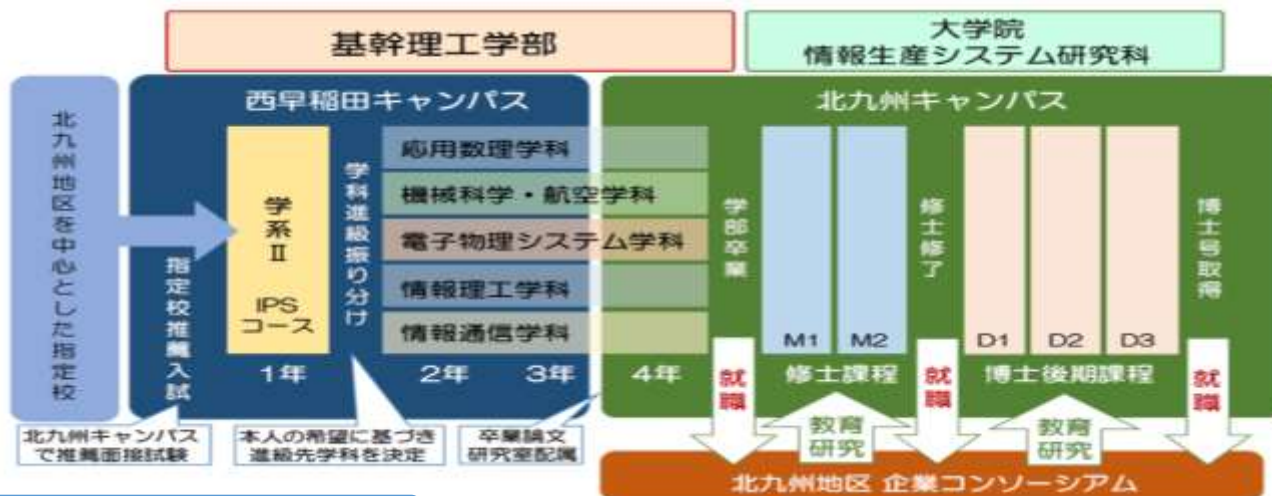 基幹理工学部
大学院
情報生産システム研究科
北九州地区を中心とした指定校
西早稲田キャンパス
北九州キャンパス
指定校推薦入試
学系Ⅱ
IPS
コース
学科進級振り分け
応用数理学科
機械科学・航空学科
電子物理システム学科
情報理工学科
情報通信学科
学部卒業
修士修了
博士号取得
M1
M2
D1
D2
D3
1年
2年
3年
4年
修士課程
博士後期課程
就職
就職
就職
教育
研究
教育
研究
北九州キャンパス
で推薦面接試験
本人の希望に基づき
進級先学科を決定
卒業論文
研究室配属
北九州地区 企業コンソーシアム